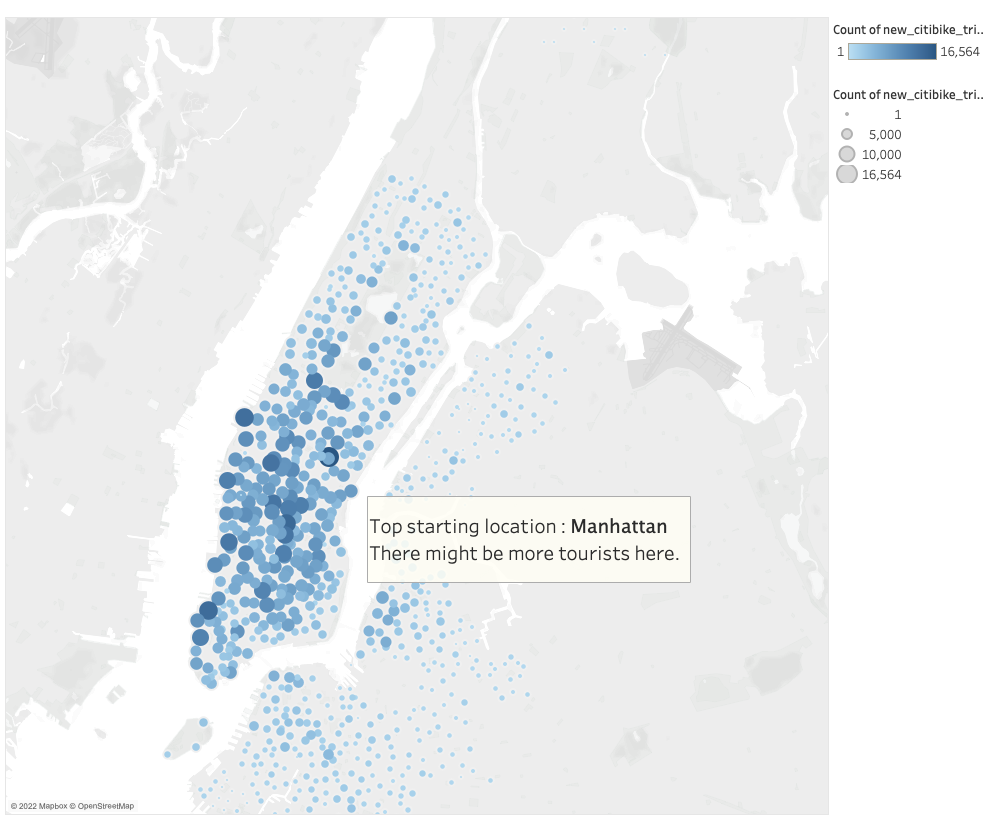 Count of new_citibike_tri..
1 16,564
Count of new_citibike_tri..
1
5,000
10,000
16,564
Top starting location : Manhattan
There might be more tourists here.
© 2022 Mapbox © OpenStreetMap